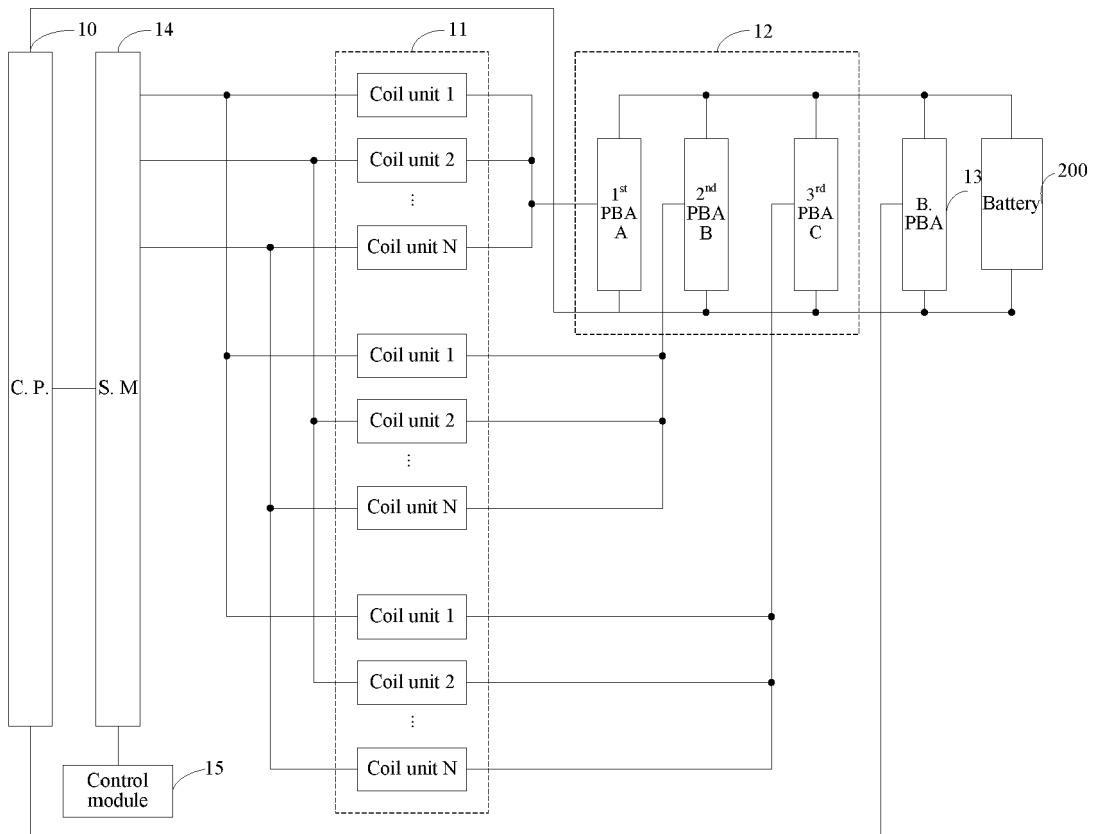 10
14
11
12
Coil unit 1
Coil unit 2
⋮
Coil unit N
1st
PBA
A
2nd
PBA
B
3rd
PBA
C
B.
PBA
13
Battery
200
Coil unit 1
C. P.
S. M
Coil unit 2
⋮
Coil unit N
Coil unit 1
Coil unit 2
⋮
Coil unit N
Control
module
15